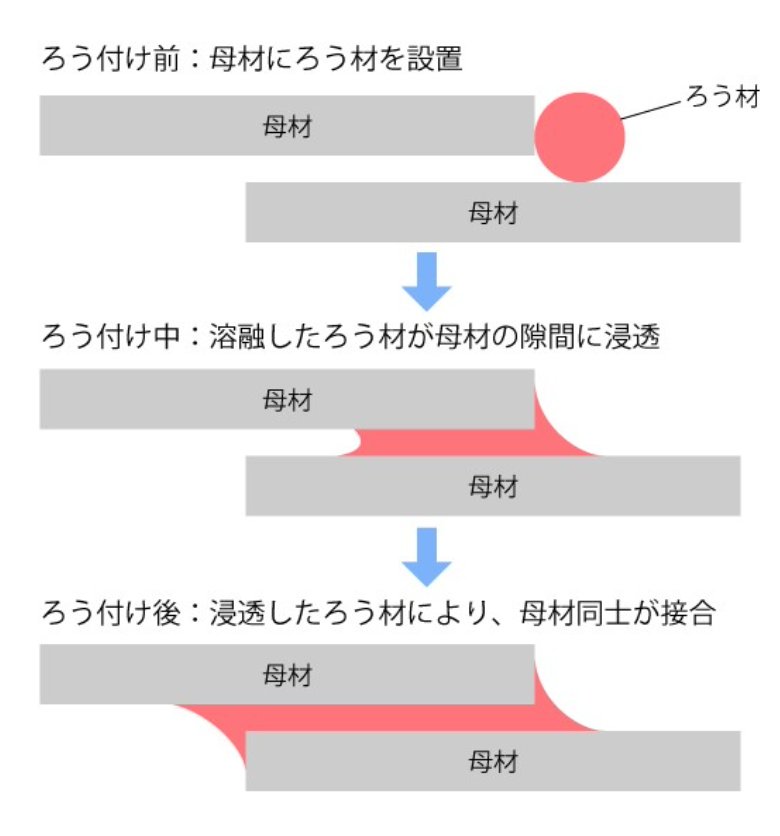 ろう付け前：母材にろう材を設置
ろう材
母材
母材
ろう付け中：溶融したろう材が母材の隙間に浸透
母材
母材
ろう付け後：浸透したろう材により、母材同士が接合
母材
母材